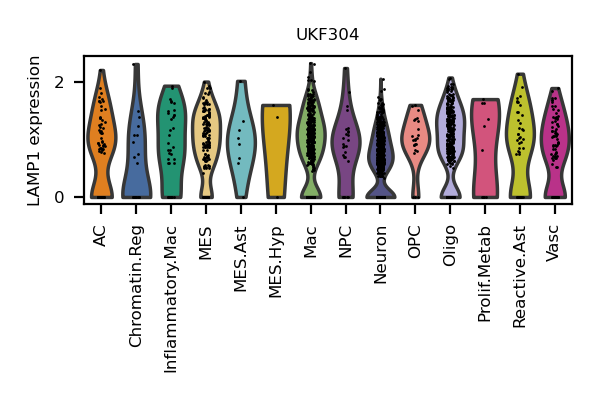 UKF304
LAMP1 expression
2
0
AC
Chromatin.Reg
Inflammatory.Mac
MES
MES.Ast
MES.Hyp
Mac
NPC
Neuron
OPC
Oligo
Prolif.Metab
Reactive.Ast
Vasc